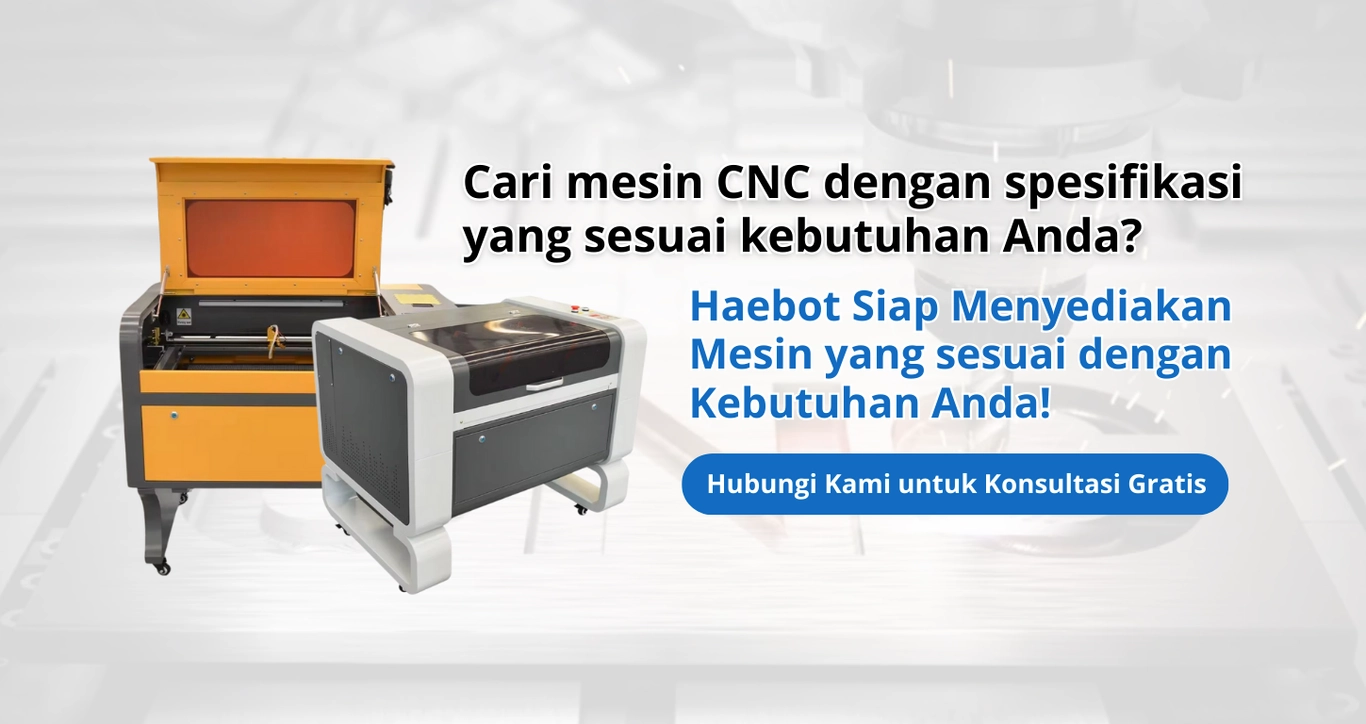 Cari mesin CNC dengan spesifikasi
yang sesuai kebutuhan Anda?
Haebot Siap Menyediakan
Mesin yang sesuai dengan
Kebutuhan Anda!
Hubungi Kami untuk Konsultasi Gratis